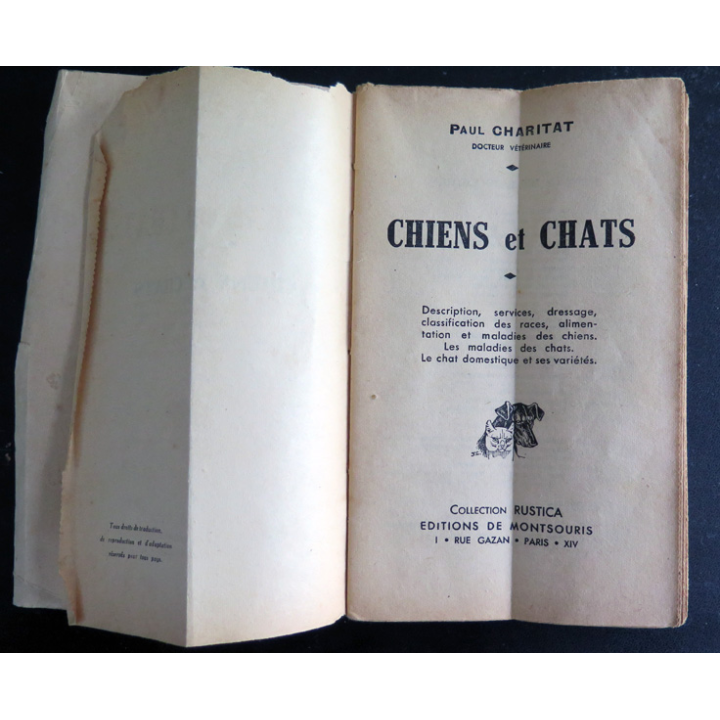 Tous droits de traduction,
de reproduction et d'adaptation
réservés pour tous pays.
PAUL CHARITAT
DOCTEUR VÉTÉRINAIRE
CHIENS et CHATS
Description, services, dressage,
classification des races, alimen-
tation et maladies des chiens.
Les maladies des chats.
Le chat domestique et ses variétés.
COLLECTION RUSTICA
EDITIONS DE MONTSOURIS
1 • RUE GAZAN • PARIS • XIV